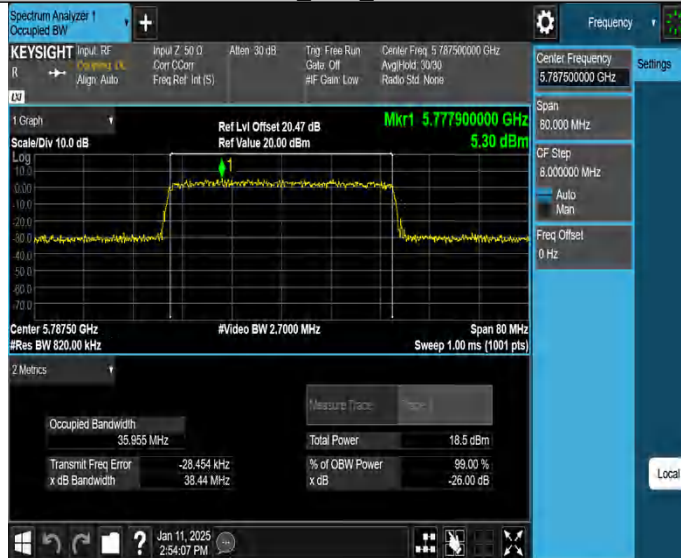 Spectrum Analyzer 1
Occupied BW
Frequency
KEYSIGHT
Input: RF
Coupling: DC
Align: Auto
R
LXI
Input Z: 50 Ω
Corr CCorr
Freq Ref: Int (S)
Atten: 30 dB
Trig: Free Run
Gate: Off
#IF Gain: Low
Center Freq: 5.787500000 GHz
Avg|Hold: 30/30
Radio Std: None
Center Frequency
5.787500000 GHz
Settings
Span
80.000 MHz
CF Step
8.000000 MHz
Auto
Man
Freq Offset
0 Hz
1 Graph
Scale/Div 10.0 dB
Ref Lvl Offset 20.47 dB
Ref Value 20.00 dBm
Mkr1 5.777900000 GHz
5.30 dBm
Log
10.0
0.00
-10.0
-20.0
-30.0
-40.0
-50.0
-60.0
-70.0
1
Center 5.78750 GHz
#Res BW 820.00 kHz
#Video BW 2.7000 MHz
Span 80 MHz
Sweep 1.00 ms (1001 pts)
2 Metrics
Measure Trace
Trace 1
Occupied Bandwidth
35.955 MHz
Total Power
18.5 dBm
Transmit Freq Error
-28.454 kHz
% of OBW Power
99.00 %
x dB Bandwidth
38.44 MHz
x dB
-26.00 dB
Local
Jan 11, 2025
2:54:07 PM